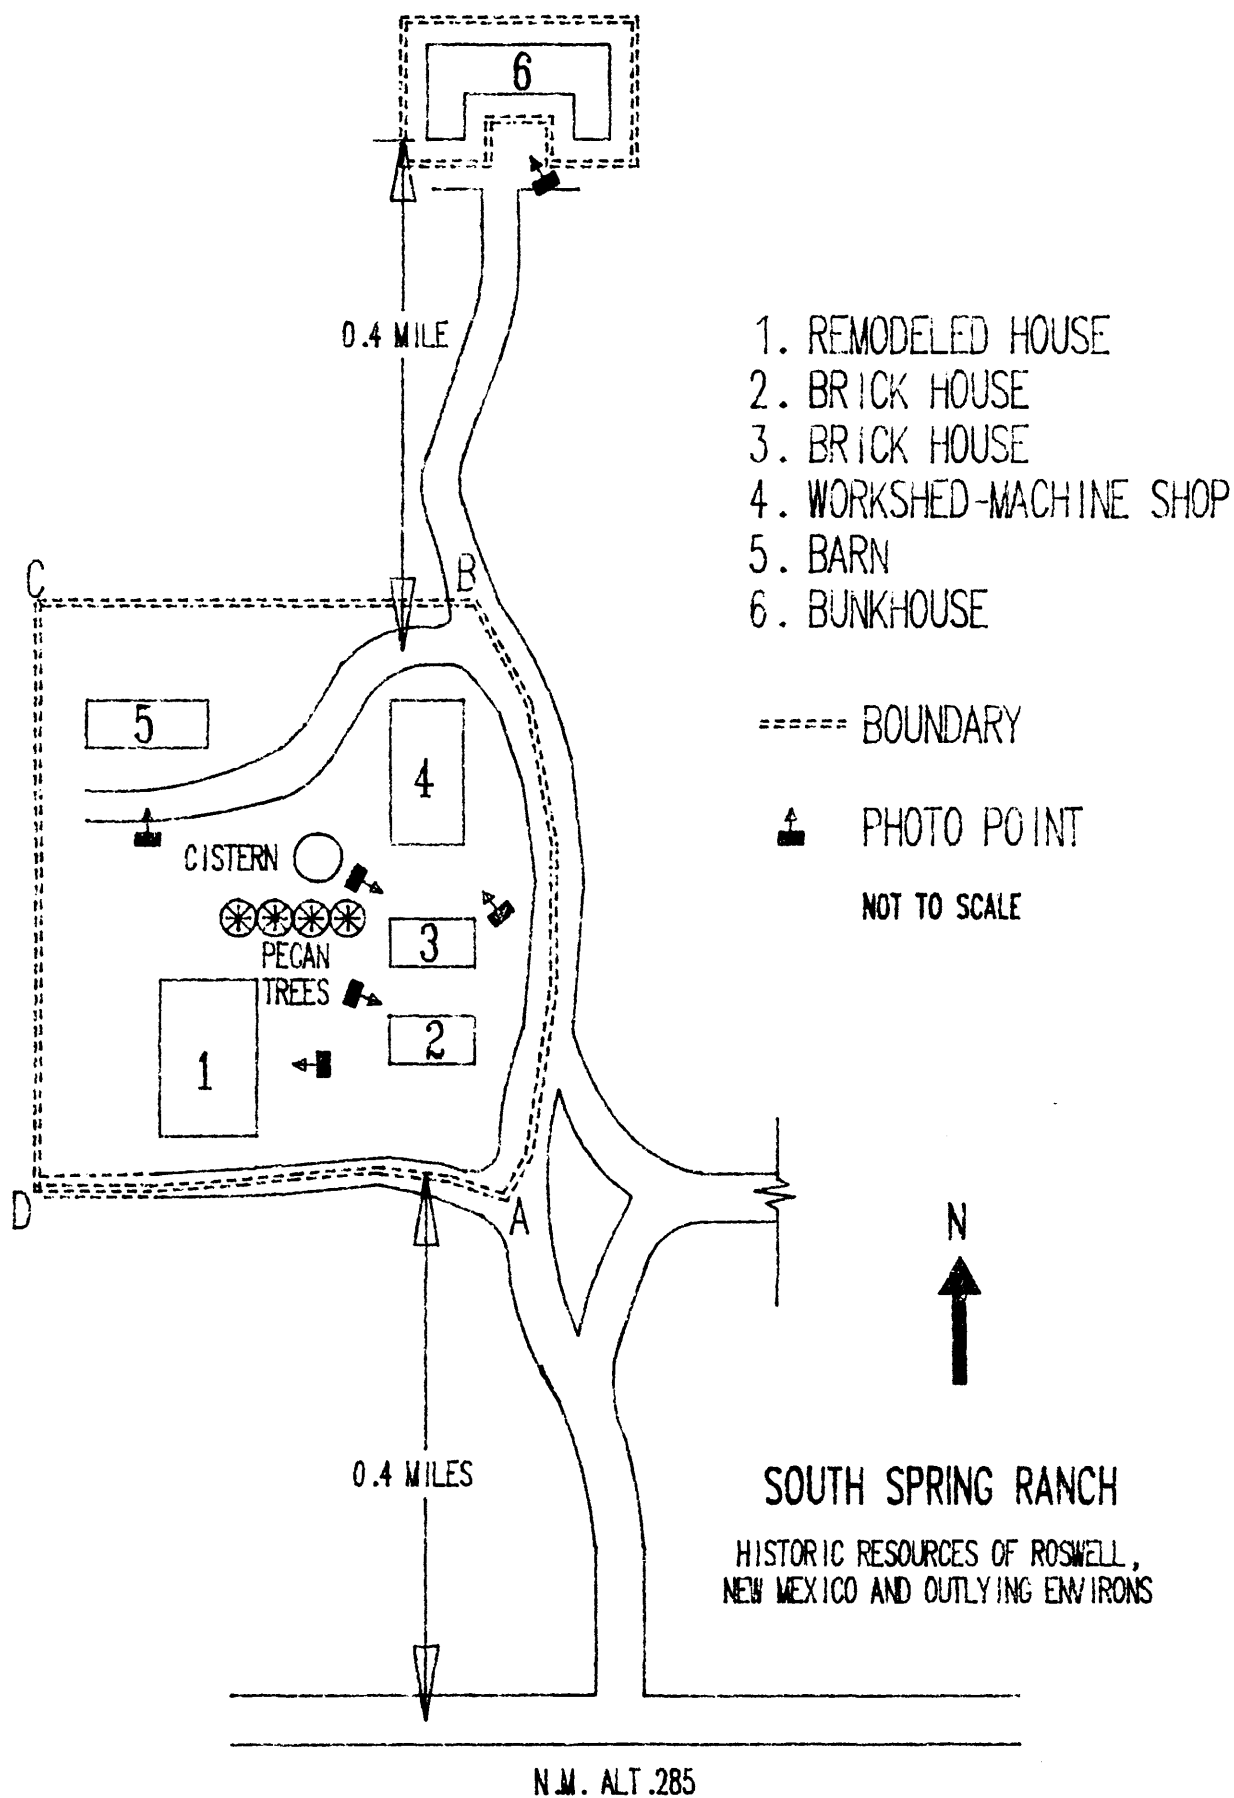 6
0.4 MILE
1. REMODELED HOUSE
2. BRICK HOUSE
3. BRICK HOUSE
4. WORKSHED-MACHINE SHOP
5. BARN
6. BUNKHOUSE
C
B
5
4
BOUNDARY
PHOTO POINT
NOT TO SCALE
CISTERN
3
PECAN
TREES
2
1
D
A
N
0.4 MILES
SOUTH SPRING RANCH
HISTORIC RESOURCES OF ROSWELL,
NEW MEXICO AND OUTLYING ENVIRONS
N.M. ALT.285